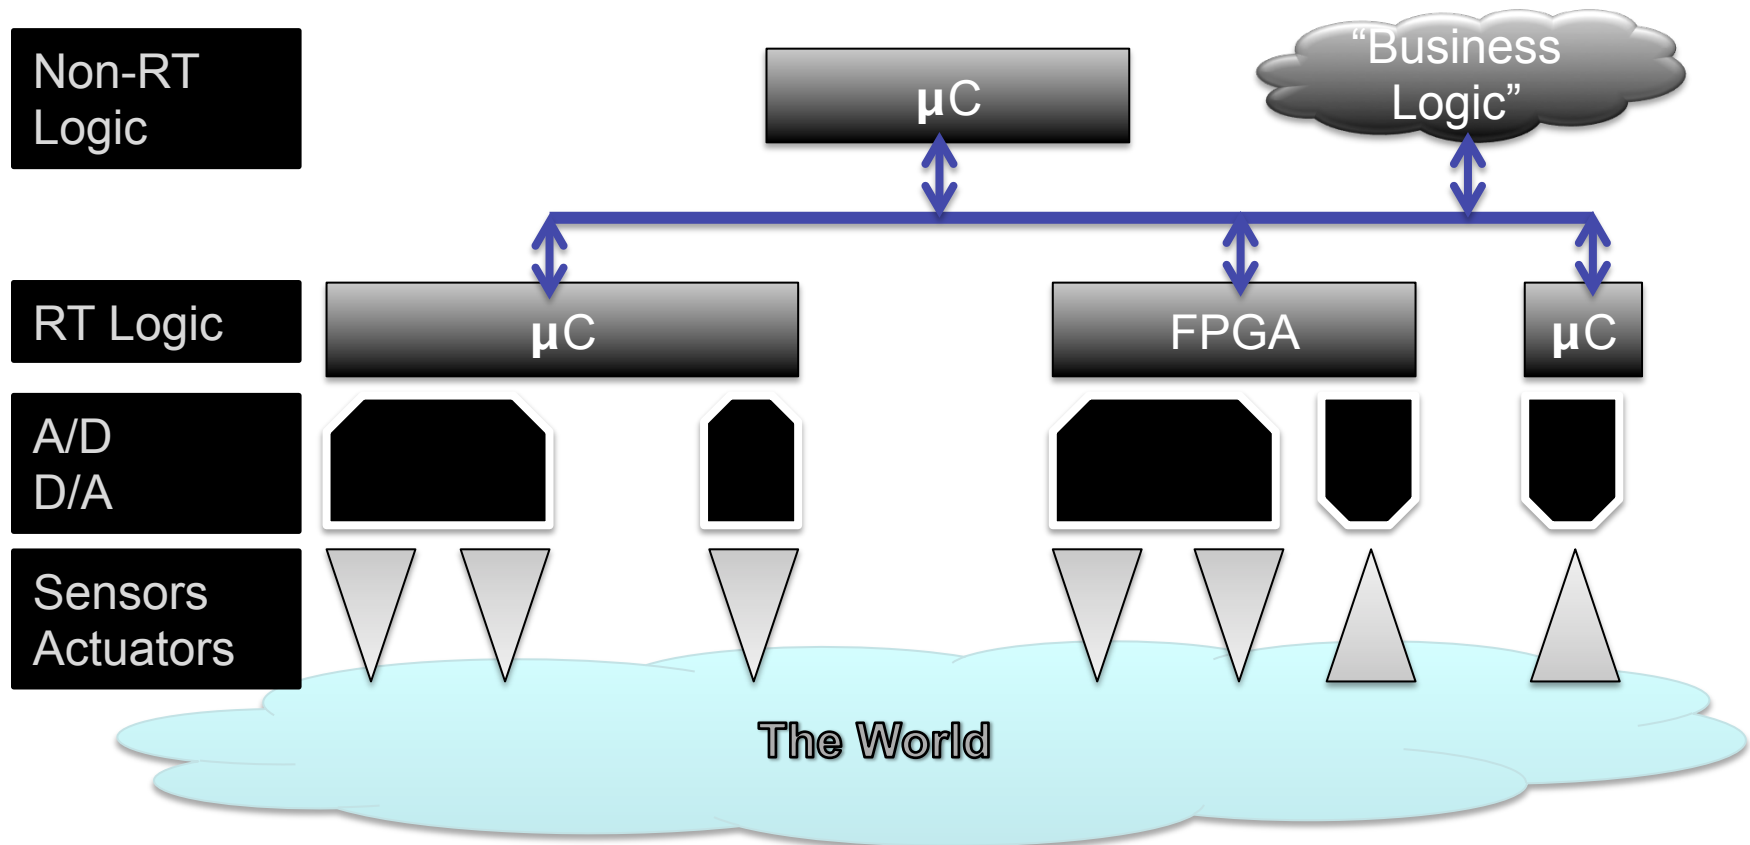 Non-RT
Logic
μC
“Business
Logic”
RT Logic
μC
FPGA
μC
A/D
D/A
Sensors
Actuators
The World